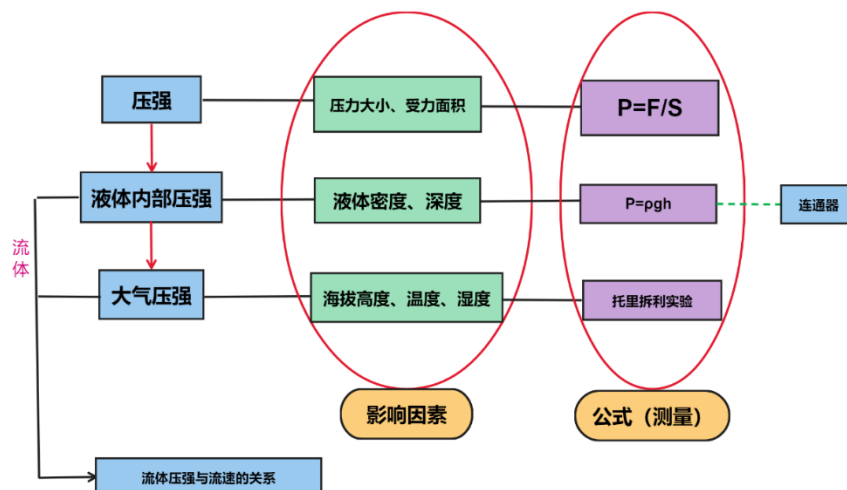 压强
压力大小、受力面积
P=F/S
液体内部压强
液体密度、深度
P=ρgh
连通器
流体
大气压强
海拔高度、温度、湿度
托里拆利实验
影响因素
公式（测量）
流体压强与流速的关系